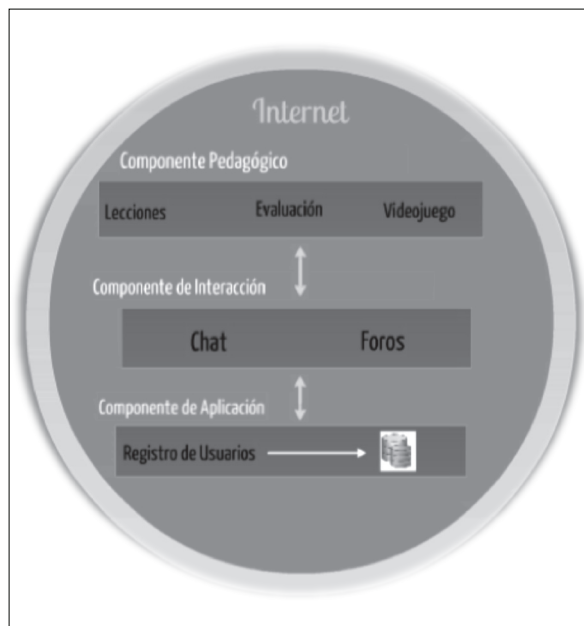 Internet
Componente Pedagógico
Lecciones Evaluación Videojuego
Componente de Interacción
Chat Foros
Componente de Aplicación
Registro de Usuarios